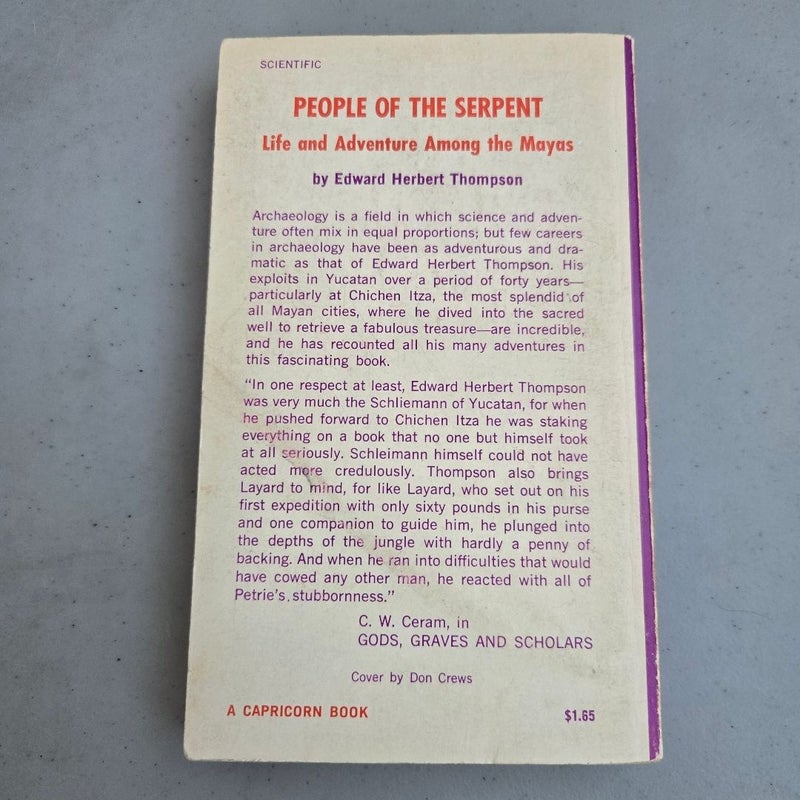 SCIENTIFIC
PEOPLE OF THE SERPENT
Life and Adventure Among the Mayas
by Edward Herbert Thompson
Archaeology is a field in which science and adven-
ture often mix in equal proportions; but few careers
in archaeology have been as adventurous and dra-
matic as that of Edward Herbert Thompson. His
exploits in Yucatan over a period of forty years—
particularly at Chichen Itza, the most splendid of
all Mayan cities, where he dived into the sacred
well to retrieve a fabulous treasure—are incredible,
and he has recounted all his many adventures in
this fascinating book.
“In one respect at least, Edward Herbert Thompson
was very much the Schliemann of Yucatan, for when
he pushed forward to Chichen Itza he was staking
everything on a book that no one but himself took
at all seriously. Schleimann himself could not have
acted more credulously. Thompson also brings
Layard to mind, for like Layard, who set out on his
first expedition with only sixty pounds in his purse
and one companion to guide him, he plunged into
the depths of the jungle with hardly a penny of
backing. And when he ran into difficulties that would
have cowed any other man, he reacted with all of
Petrie's stubbornness.”
C. W. Ceram, in
GODS, GRAVES AND SCHOLARS
Cover by Don Crews
A CAPRICORN BOOK
$1.65